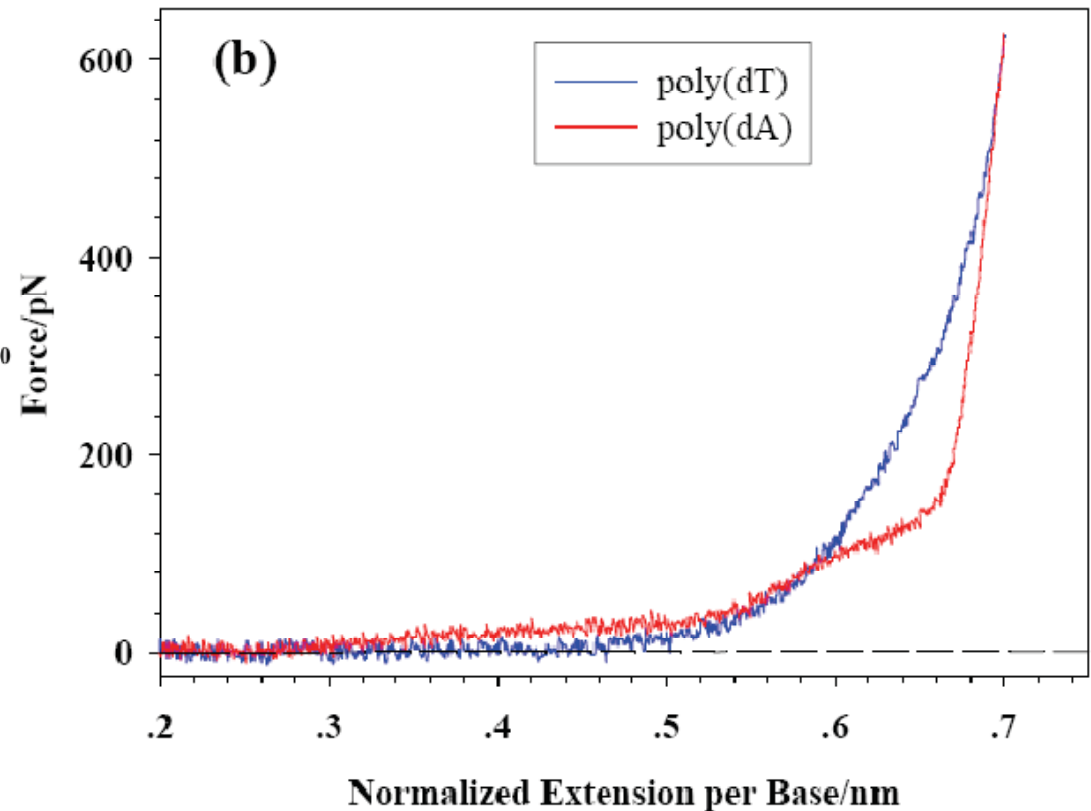 (b)
poly(dT)
poly(dA)
600
400
200
0
0
Force/pN
.2 .3 .4 .5 .6 .7
Normalized Extension per Base/nm